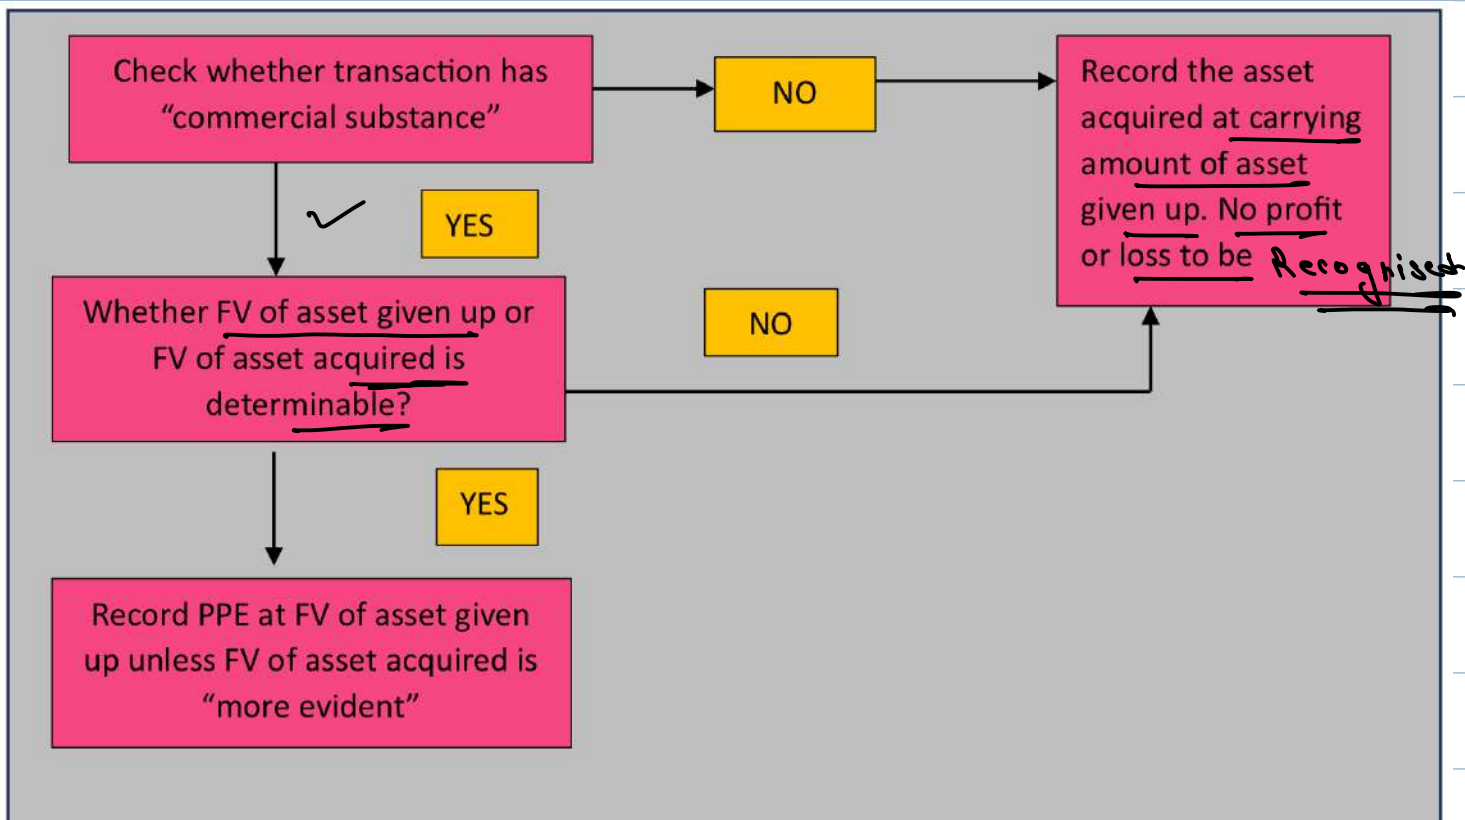 Check whether transaction has
“commercial substance”
NO
Record the asset
acquired at carrying
amount of asset
given up. No profit
or loss to be Recognised
YES
Whether FV of asset given up or
FV of asset acquired is
determinable?
NO
YES
Record PPE at FV of asset given
up unless FV of asset acquired is
“more evident”